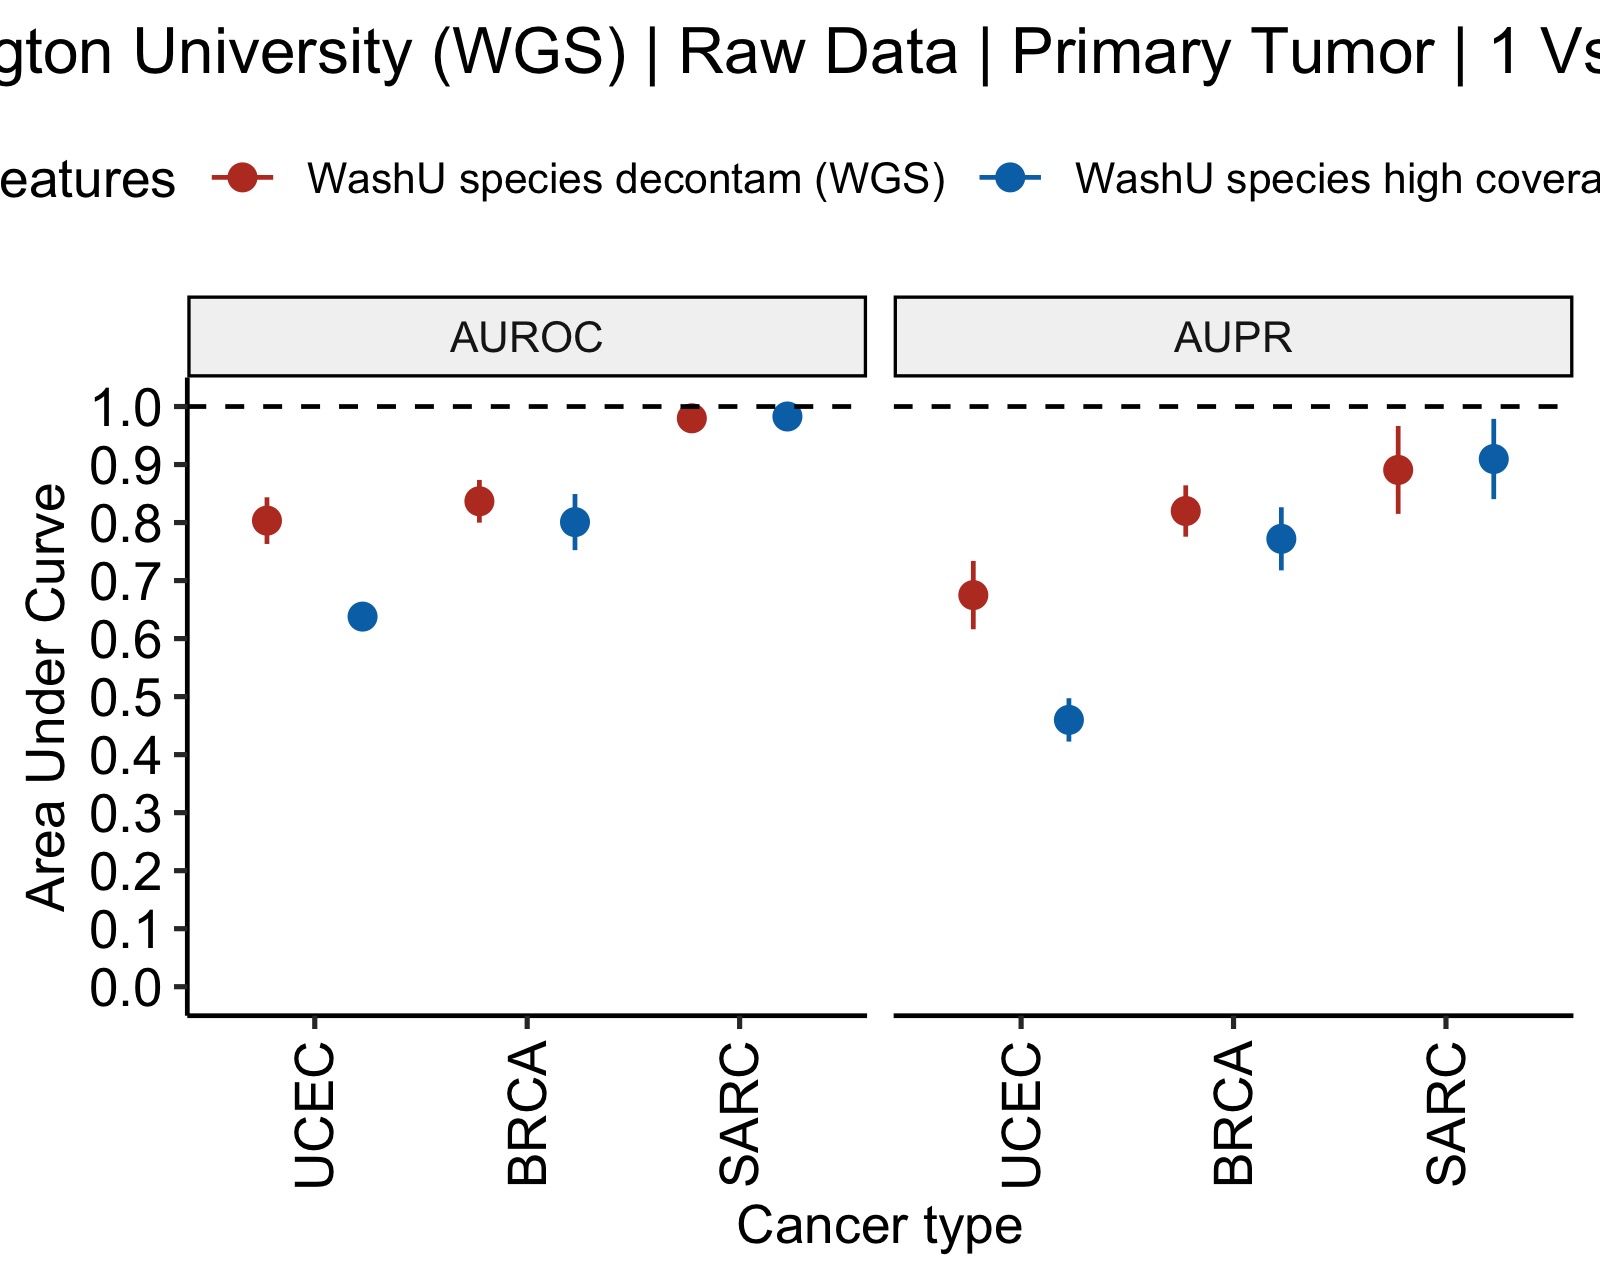 gton University (WGS) | Raw Data | Primary Tumor | 1 Vs
eatures WashU species decontam (WGS) WashU species high covera
AUROC AUPR
Area Under Curve
1.0
0.9
0.8
0.7
0.6
0.5
0.4
0.3
0.2
0.1
0.0
UCEC BRCA SARC UCEC BRCA SARC
Cancer type